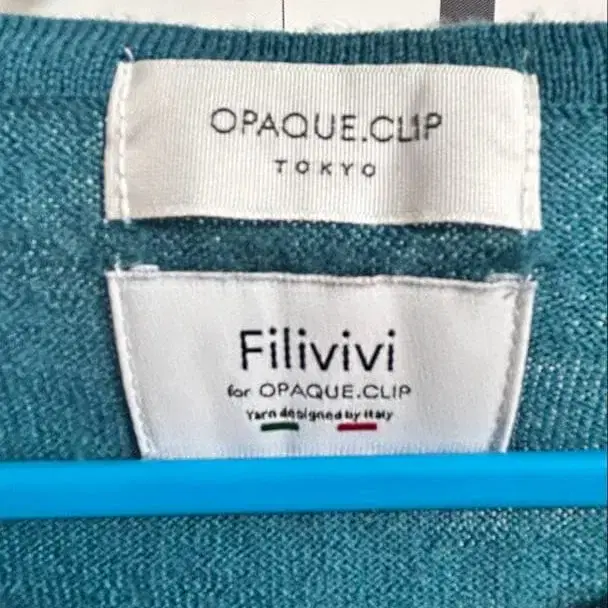 OPAQUE.CLIP
TOKYO
Filivivi
for OPAQUE.CLIP
Yarn designed by Italy